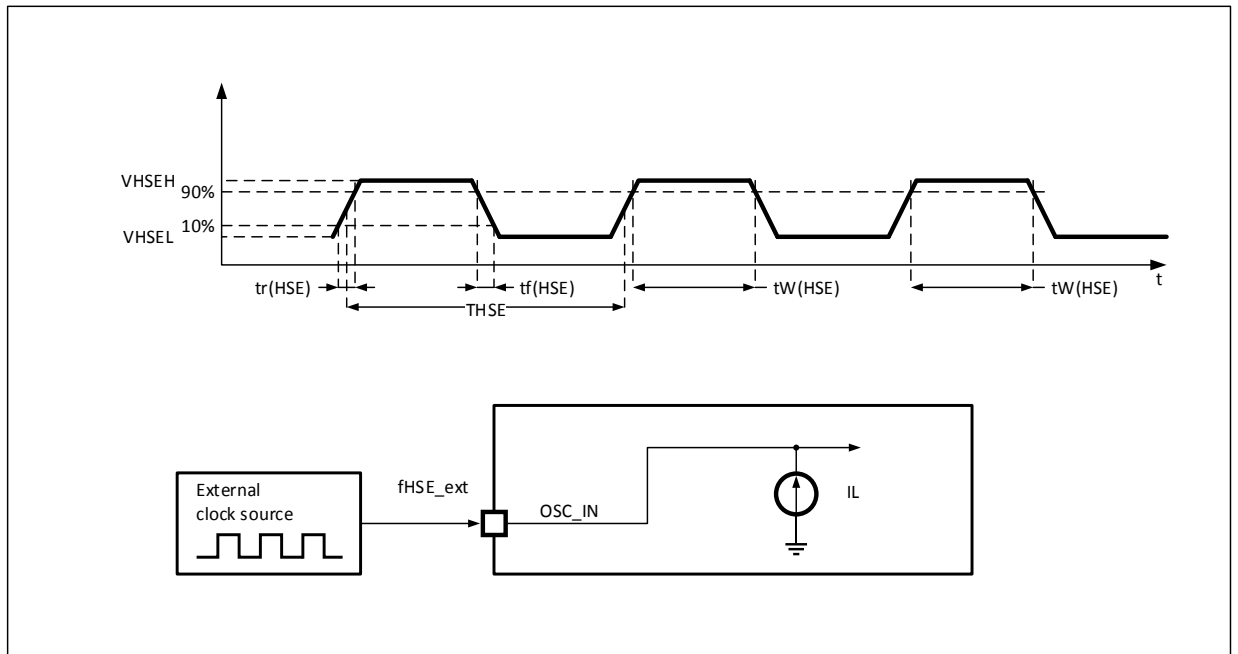 VHSEH
90%
10%
VHSEL
t
tr(HSE)
tf(HSE)
tW(HSE)
tW(HSE)
THSE
External
clock source
fHSE_ext
OSC_IN
IL